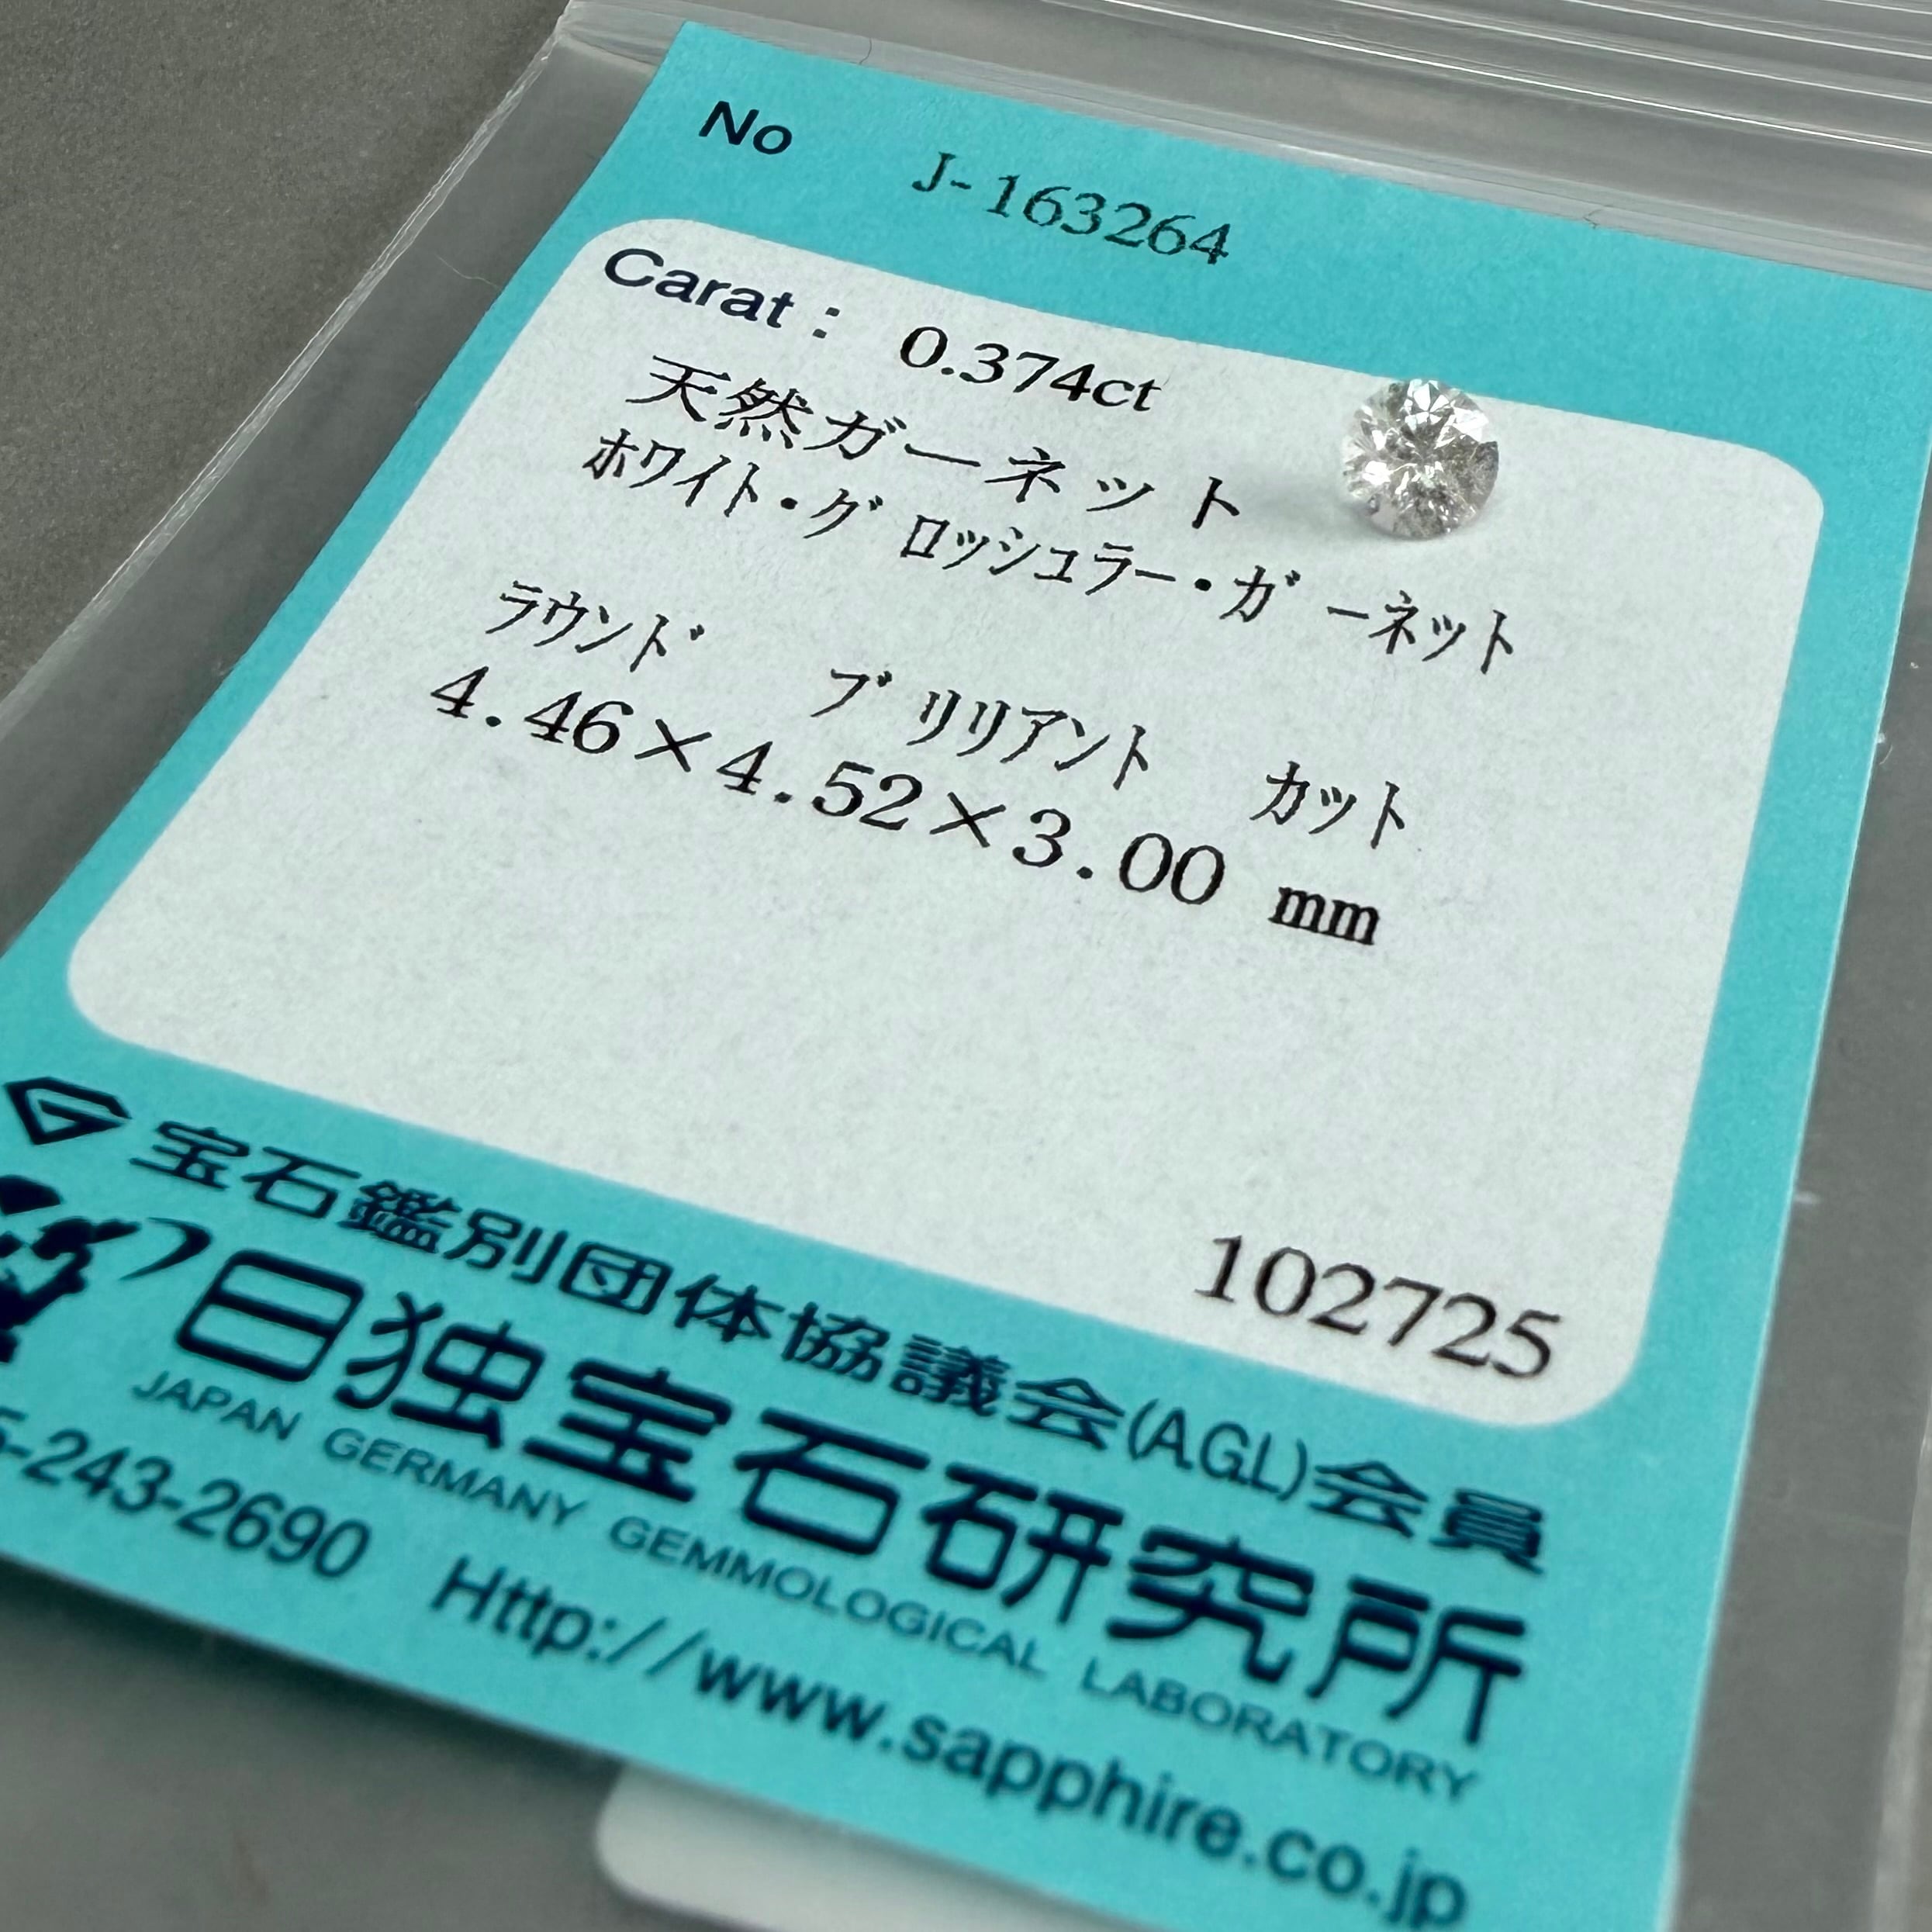 No J-163264
Carat : 0.374ct
天然ガーネット
ホワイト・グロッシュラー・ガーネット
ラウンド ブリリアント カット
4.46×4.52×3.00 mm
102725
宝石鑑別団体協議会(A.G.L)会員
日独宝石研究所
JAPAN GERMANY GEMMOLOGICAL LABORATORY
-243-2690 Http://www.sapphire.co.jp